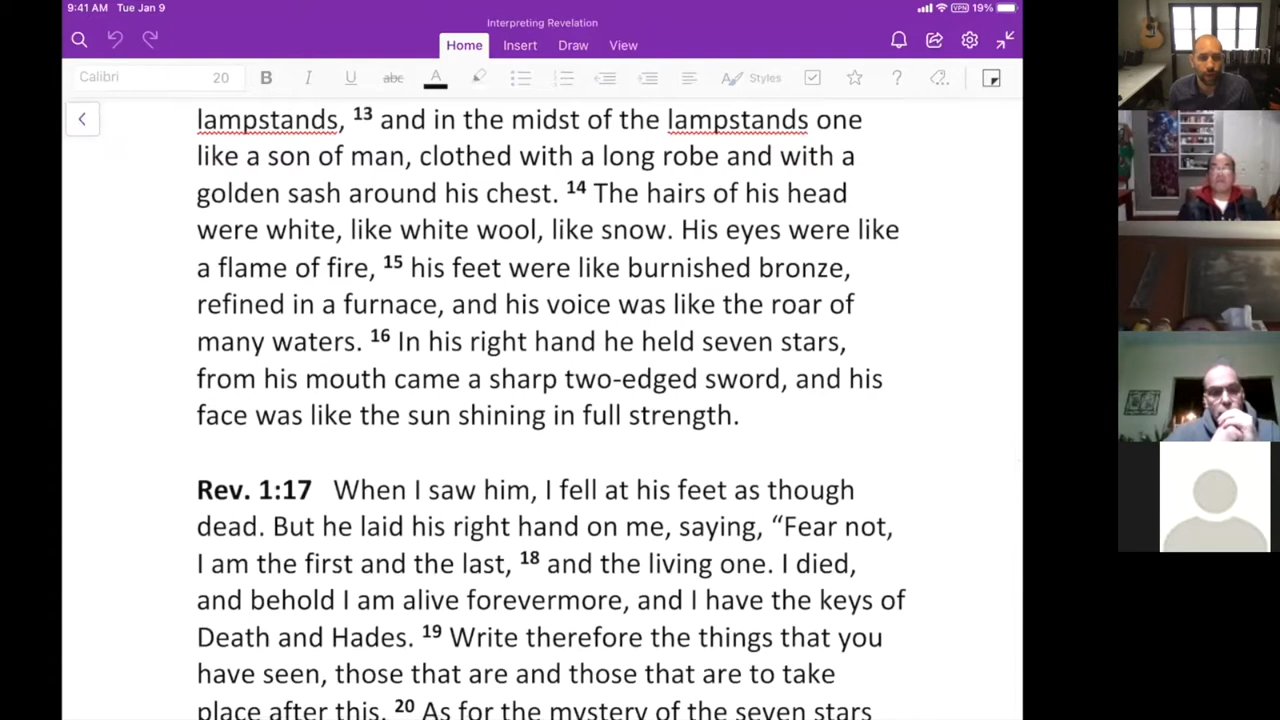 9:41 AM Tue Jan 9
VPN 19%
Interpreting Revelation
Home Insert Draw View
Calibri 20 B I U abc A Styles ?
lampstands, 13 and in the midst of the lampstands one
like a son of man, clothed with a long robe and with a
golden sash around his chest. 14 The hairs of his head
were white, like white wool, like snow. His eyes were like
a flame of fire, 15 his feet were like burnished bronze,
refined in a furnace, and his voice was like the roar of
many waters. 16 In his right hand he held seven stars,
from his mouth came a sharp two-edged sword, and his
face was like the sun shining in full strength.
Rev. 1:17 When I saw him, I fell at his feet as though
dead. But he laid his right hand on me, saying, “Fear not,
I am the first and the last, 18 and the living one. I died,
and behold I am alive forevermore, and I have the keys of
Death and Hades. 19 Write therefore the things that you
have seen, those that are and those that are to take
place after this. 20 As for the mystery of the seven stars